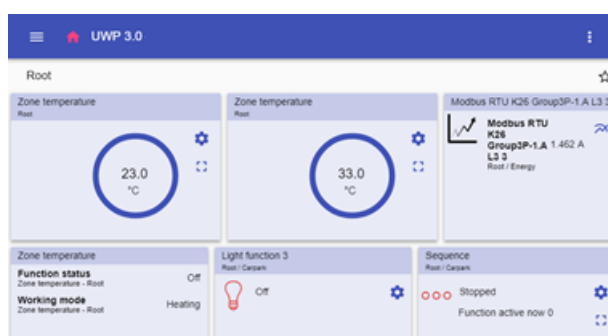 UWP 3.0
Root
Zone temperature
Root
23.0
°C
Zone temperature
Root
33.0
°C
Modbus RTU K26 Group3P-1.A L3 3
Modbus RTU
K26
Group3P-1.A 1.462 A
L3 3
Root / Energy
Zone temperature
Function status
Zone temperature - Root
Off
Working mode
Zone temperature - Root
Heating
Light function 3
Root / Carpark
Off
Sequence
Root / Carpark
Stopped
Function active now 0